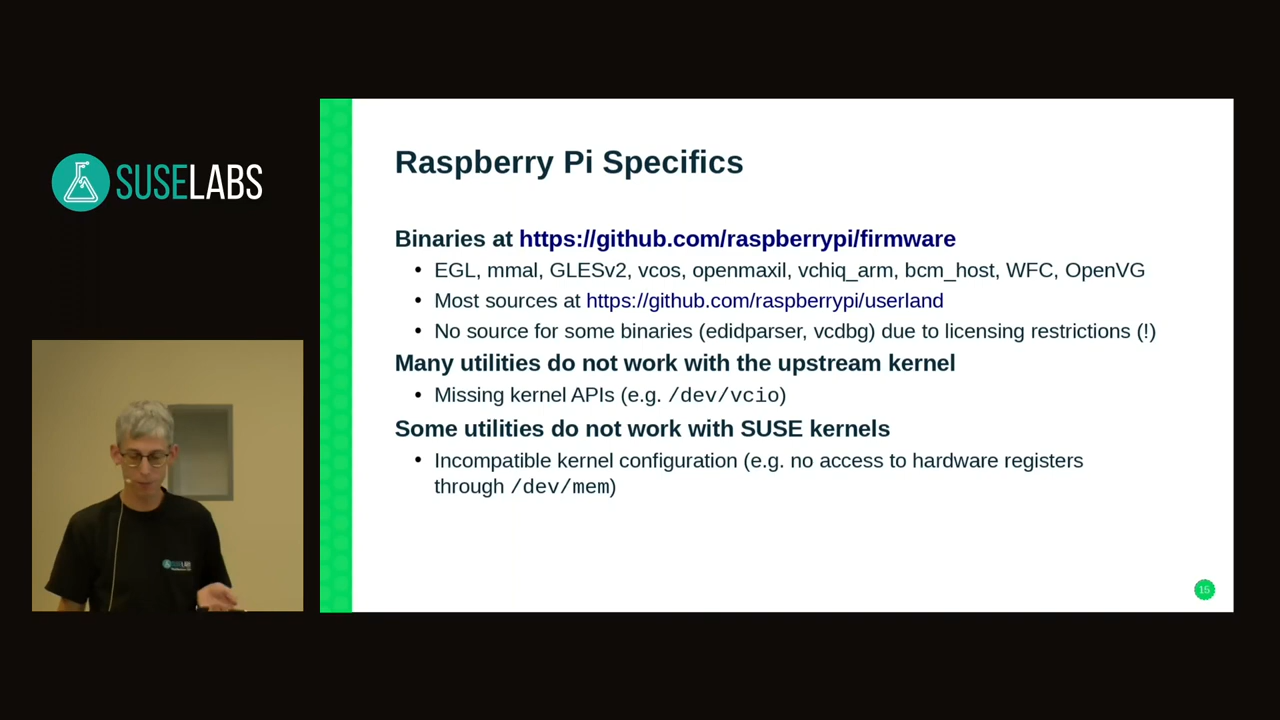 SUSELABS
Raspberry Pi Specifics
Binaries at https://github.com/raspberrypi/firmware
• EGL, mmal, GLESv2, vcos, openmaxil, vchiq_arm, bcm_host, WFC, OpenVG
• Most sources at https://github.com/raspberrypi/userland
• No source for some binaries (edidparser, vcdbg) due to licensing restrictions (!)
Many utilities do not work with the upstream kernel
• Missing kernel APIs (e.g. /dev/vcio)
Some utilities do not work with SUSE kernels
• Incompatible kernel configuration (e.g. no access to hardware registers
through /dev/mem)
15